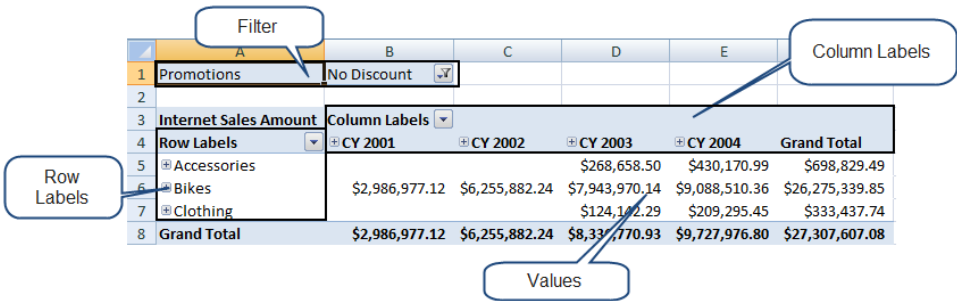 Filter
Column Labels
A B C D E
1 Promotions No Discount
2
3 Internet Sales Amount Column Labels
4 Row Labels CY 2001 CY 2002 CY 2003 CY 2004 Grand Total
5 Accessories $268,658.50 $430,170.99 $698,829.49
6 Bikes $2,986,977.12 $6,255,882.24 $7,943,970.14 $9,088,510.36 $26,275,339.85
7 Clothing $124,142.29 $209,295.45 $333,437.74
8 Grand Total $2,986,977.12 $6,255,882.24 $9,727,976.80 $27,307,607.08
Row
Labels
Values